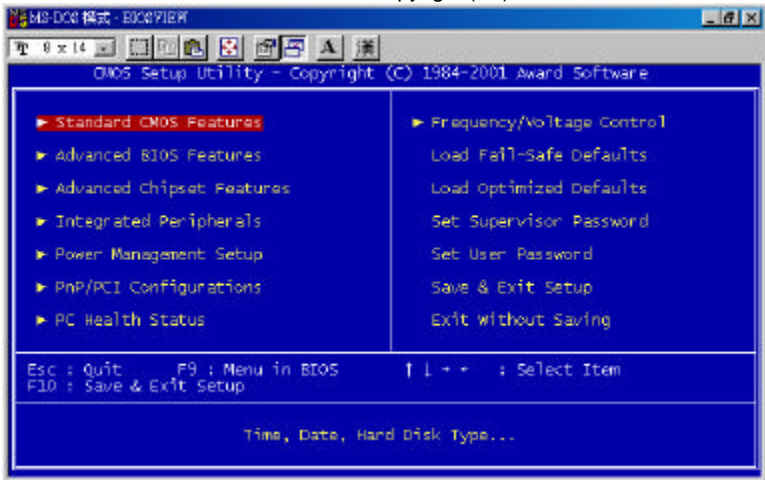 MS-DOS 模式 - BIOSVIEW
8 x 14 A 漢
CMOS Setup Utility - Copyright (C) 1984-2001 Award Software
► Standard CMOS Features
► Advanced BIOS Features
► Advanced Chipset Features
► Integrated Peripherals
► Power Management Setup
► PnP/PCI Configurations
► PC Health Status
► Frequency/Voltage Control
Load Fail-Safe Defaults
Load Optimized Defaults
Set Supervisor Password
Set User Password
Save & Exit Setup
Exit Without Saving
Esc : Quit F9 : Menu in BIOS ↑ ↓ → ← : Select Item
F10 : Save & Exit Setup
Time, Date, Hard Disk Type...